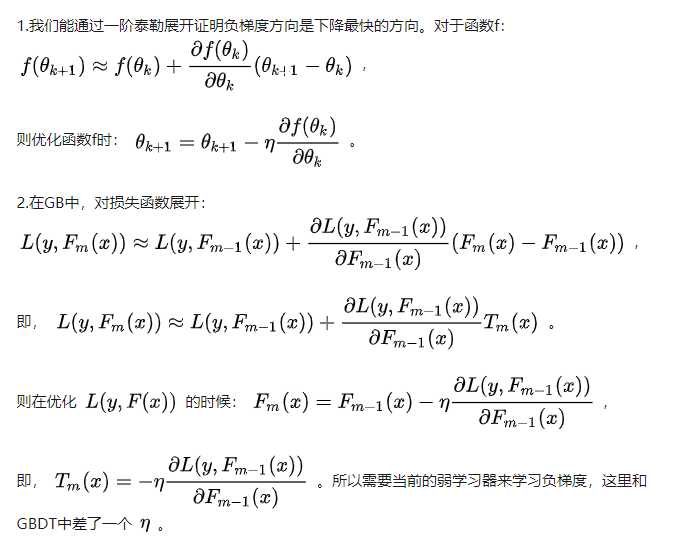 1.我们能通过一阶泰勒展开证明负梯度方向是下降最快的方向。对于函数f:
$f(\theta_{k+1}) \approx f(\theta_k) + \frac{\partial f(\theta_k)}{\partial \theta_k}(\theta_{k+1} - \theta_k)$ ，
则优化函数f时： $\theta_{k+1} = \theta_{k+1} - \eta \frac{\partial f(\theta_k)}{\partial \theta_k}$ 。
2.在GB中，对损失函数展开：
$L(y, F_m(x)) \approx L(y, F_{m-1}(x)) + \frac{\partial L(y, F_{m-1}(x))}{\partial F_{m-1}(x)}(F_m(x) - F_{m-1}(x))$ ，
即， $L(y, F_m(x)) \approx L(y, F_{m-1}(x)) + \frac{\partial L(y, F_{m-1}(x))}{\partial F_{m-1}(x)} T_m(x)$ 。
则在优化 $L(y, F(x))$ 的时候： $F_m(x) = F_{m-1}(x) - \eta \frac{\partial L(y, F_{m-1}(x))}{\partial F_{m-1}(x)}$ ，
即， $T_m(x) = -\eta \frac{\partial L(y, F_{m-1}(x))}{\partial F_{m-1}(x)}$ 。所以需要当前的弱学习器来学习负梯度，这里和
GBDT中差了一个 $\eta$ 。